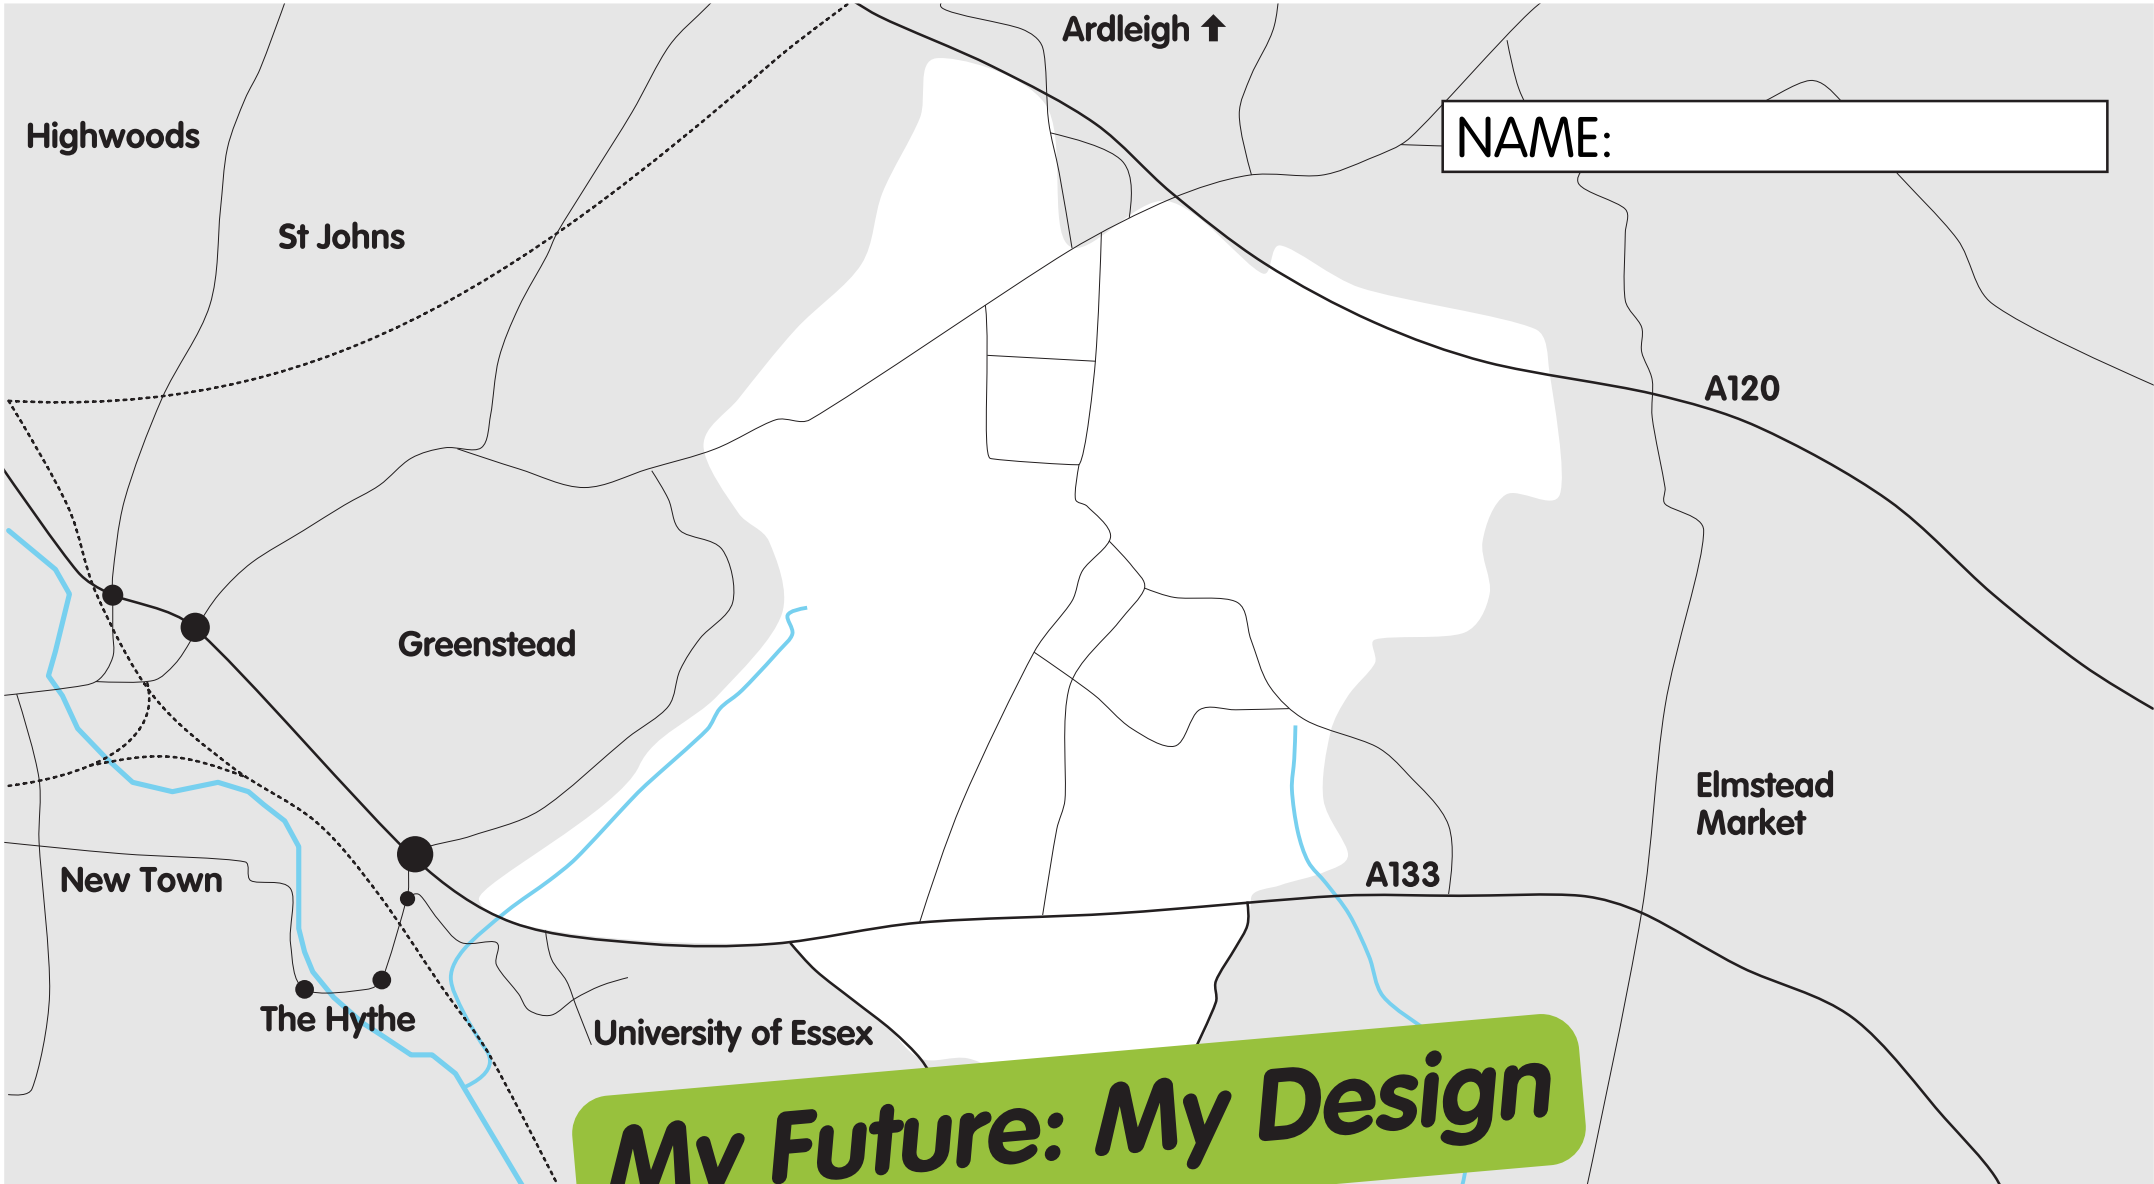 Ardleigh
Highwoods
NAME:
St Johns
A120
Greenstead
Elmstead
Market
A133
New Town
The Hythe
University of Essex
My Future: My Design